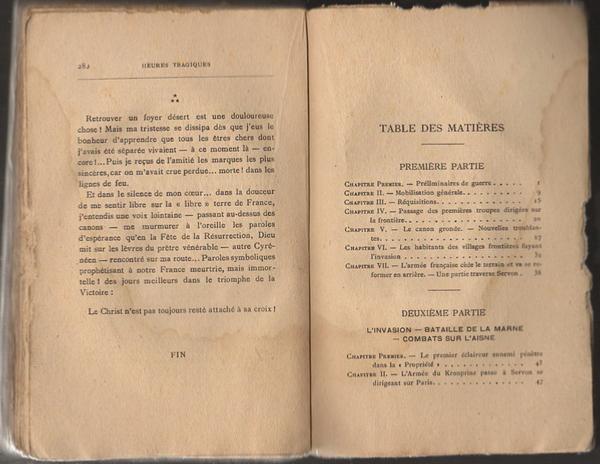 282
HEURES TRAGIQUES
Retrouver un foyer désert est une douloureuse
chose ! Mais ma tristesse se dissipa dès que j'eus le
bonheur d'apprendre que tous les êtres chers dont
j'avais été séparée vivaient — à ce moment là — en-
core !... Puis je reçus de l'amitié les marques les plus
sincères, car on m'avait crue perdue... morte ! dans les
lignes de feu.
Et dans le silence de mon cœur... dans la douceur
de me sentir libre sur la « libre » terre de France,
j'entendis une voix lointaine — passant au-dessus des
canons — me murmurer à l'oreille les paroles
d'espérance qu'en la Fête de la Résurrection, Dieu
mit sur les lèvres du prêtre vénérable — autre Cyré-
néen — rencontré sur ma route... Paroles symboliques
prophétisant à notre France meurtrie, mais immor-
telle ! des jours meilleurs dans le triomphe de la
Victoire :
Le Christ n'est pas toujours resté attaché à sa croix !
FIN
TABLE DES MATIÈRES
PREMIÈRE PARTIE
CHAPITRE PREMIER. — Préliminaires de guerre ..... 1
CHAPITRE II. — Mobilisation générale .......... 9
CHAPITRE III. — Réquisitions .......... 15
CHAPITRE IV. — Passage des premières troupes dirigées sur
la frontière .......... 20
CHAPITRE V. — Le canon gronde. — Nouvelles troublan-
tes .......... 27
CHAPITRE VI. — Les habitants des villages frontières fuyant
l'invasion .......... 32
CHAPITRE VII. — L'armée française cède le terrain et va se re-
former en arrière. — Une partie traverse Servon . 38
DEUXIÈME PARTIE
L'INVASION — BATAILLE DE LA MARNE
— COMBATS SUR L'AISNE
CHAPITRE PREMIER. — Le premier éclaireur ennemi pénètre
dans la « Propriété » .......... 43
CHAPITRE II. — L'Armée du Kronprinz passe à Servon se
dirigeant sur Paris .......... 47